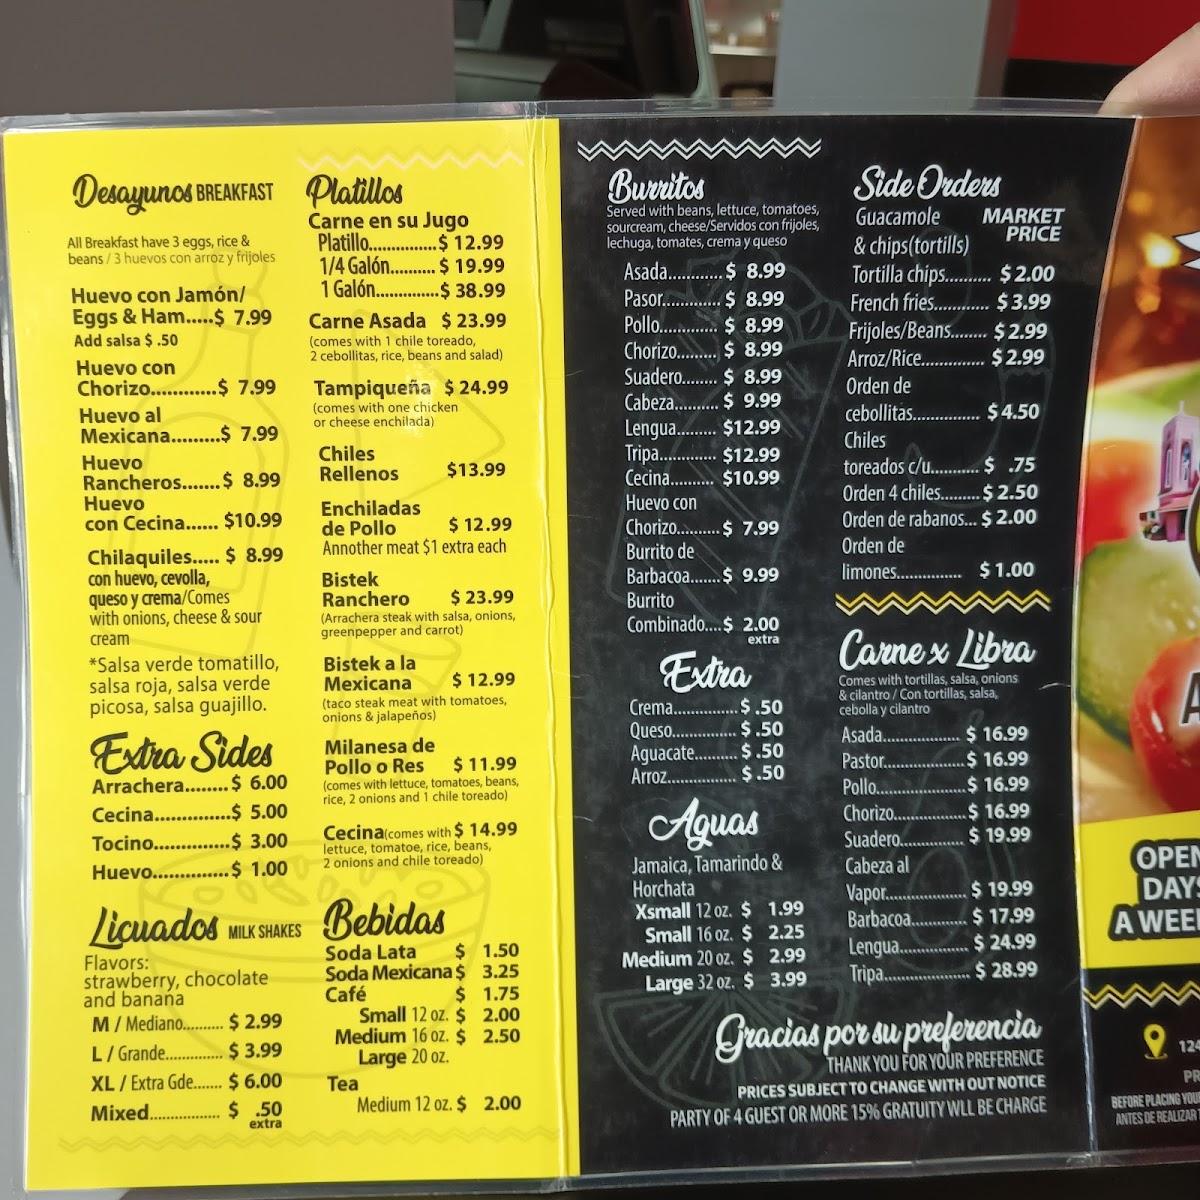 Desayunos BREAKFAST
All Breakfast have 3 eggs, rice &
beans / 3 huevos con arroz y frijoles
Huevo con Jamón/
Eggs & Ham.....$ 7.99
Add salsa $ .50
Huevo con
Chorizo............$ 7.99
Huevo al
Mexicana.........$ 7.99
Huevo
Rancheros.......$ 8.99
Huevo
con Cecina...... $10.99
Chilaquiles..... $ 8.99
con huevo, cevolla,
queso y crema/Comes
with onions, cheese & sour
cream
*Salsa verde tomatillo,
salsa roja, salsa verde
picosa, salsa guajillo.
Extra Sides
Arrachera........$ 6.00
Cecina..............$ 5.00
Tocino..............$ 3.00
Huevo..............$ 1.00
Licuados MILK SHAKES
Flavors:
strawberry, chocolate
and banana
M / Mediano.......... $ 2.99
L / Grande.............. $ 3.99
XL / Extra Gde....... $ 6.00
Mixed................. $ .50
extra
Platillos
Carne en su Jugo
Platillo...............$ 12.99
1/4 Galón.......... $ 19.99
1 Galón..............$ 38.99
Carne Asada $ 23.99
(comes with 1 chile toreado,
2 cebollitas, rice, beans and salad)
Tampiqueña $ 24.99
(comes with one chicken
or cheese enchilada)
Chiles
Rellenos $13.99
Enchiladas
de Pollo $ 12.99
Annother meat $1 extra each
Bistek
Ranchero $ 23.99
(Arrachera steak with salsa, onions,
greenpepper and carrot)
Bistek a la
Mexicana $ 12.99
(taco steak meat with tomatoes,
onions & jalapeños)
Milanesa de
Pollo o Res $ 11.99
(comes with lettuce, tomatoes, beans,
rice, 2 onions and 1 chile toreado)
Cecina(comes with $ 14.99
lettuce, tomatoe, rice, beans,
2 onions and chile toreado)
Bebidas
Soda Lata $ 1.50
Soda Mexicana $ 3.25
Café $ 1.75
Small 12 oz. $ 2.00
Medium 16 oz. $ 2.50
Large 20 oz.
Tea
Medium 12 oz. $ 2.00
Burritos
Served with beans, lettuce, tomatoes,
sourcream, cheese/Servidos con frijoles,
lechuga, tomates, crema y queso
Asada............ $ 8.99
Pasor............. $ 8.99
Pollo.............. $ 8.99
Chorizo.......... $ 8.99
Suadero........ $ 8.99
Cabeza.......... $ 9.99
Lengua......... $12.99
Tripa.............. $12.99
Cecina.......... $10.99
Huevo con
Chorizo......... $ 7.99
Burrito de
Barbacoa.......$ 9.99
Burrito
Combinado....$ 2.00
extra
Extra
Crema.............. $ .50
Queso............... $ .50
Aguacate.......... $ .50
Arroz................ $ .50
Aguas
Jamaica, Tamarindo &
Horchata
Xsmall 12 oz. $ 1.99
Small 16 oz. $ 2.25
Medium 20 oz. $ 2.99
Large 32 oz. $ 3.99
Side Orders
Guacamole MARKET
& chips(tortills) PRICE
Tortilla chips.......... $ 2.00
French fries............ $ 3.99
Frijoles/Beans........ $ 2.99
Arroz/Rice.............. $ 2.99
Orden de
cebollitas............... $ 4.50
Chiles
toreados c/u........... $ .75
Orden 4 chiles......... $ 2.50
Orden de rabanos... $ 2.00
Orden de
limones.............. $ 1.00
Carne x Libra
Comes with tortillas, salsa, onions
& cilantro / Con tortillas, salsa,
cebolla y cilantro
Asada.................. $ 16.99
Pastor.................. $ 16.99
Pollo.................... $ 16.99
Chorizo................ $ 16.99
Suadero............... $ 19.99
Cabeza al
Vapor................... $ 19.99
Barbacoa............. $ 17.99
Lengua................ $ 24.99
Tripa.................... $ 28.99
Gracias por su preferencia
THANK YOU FOR YOUR PREFERENCE
PRICES SUBJECT TO CHANGE WITH OUT NOTICE
PARTY OF 4 GUEST OR MORE 15% GRATUITY WLL BE CHARGE
OPEN
DAYS
A WEEK
124
PR
BEFORE PLACING YOUR
ANTES DE REALIZAR